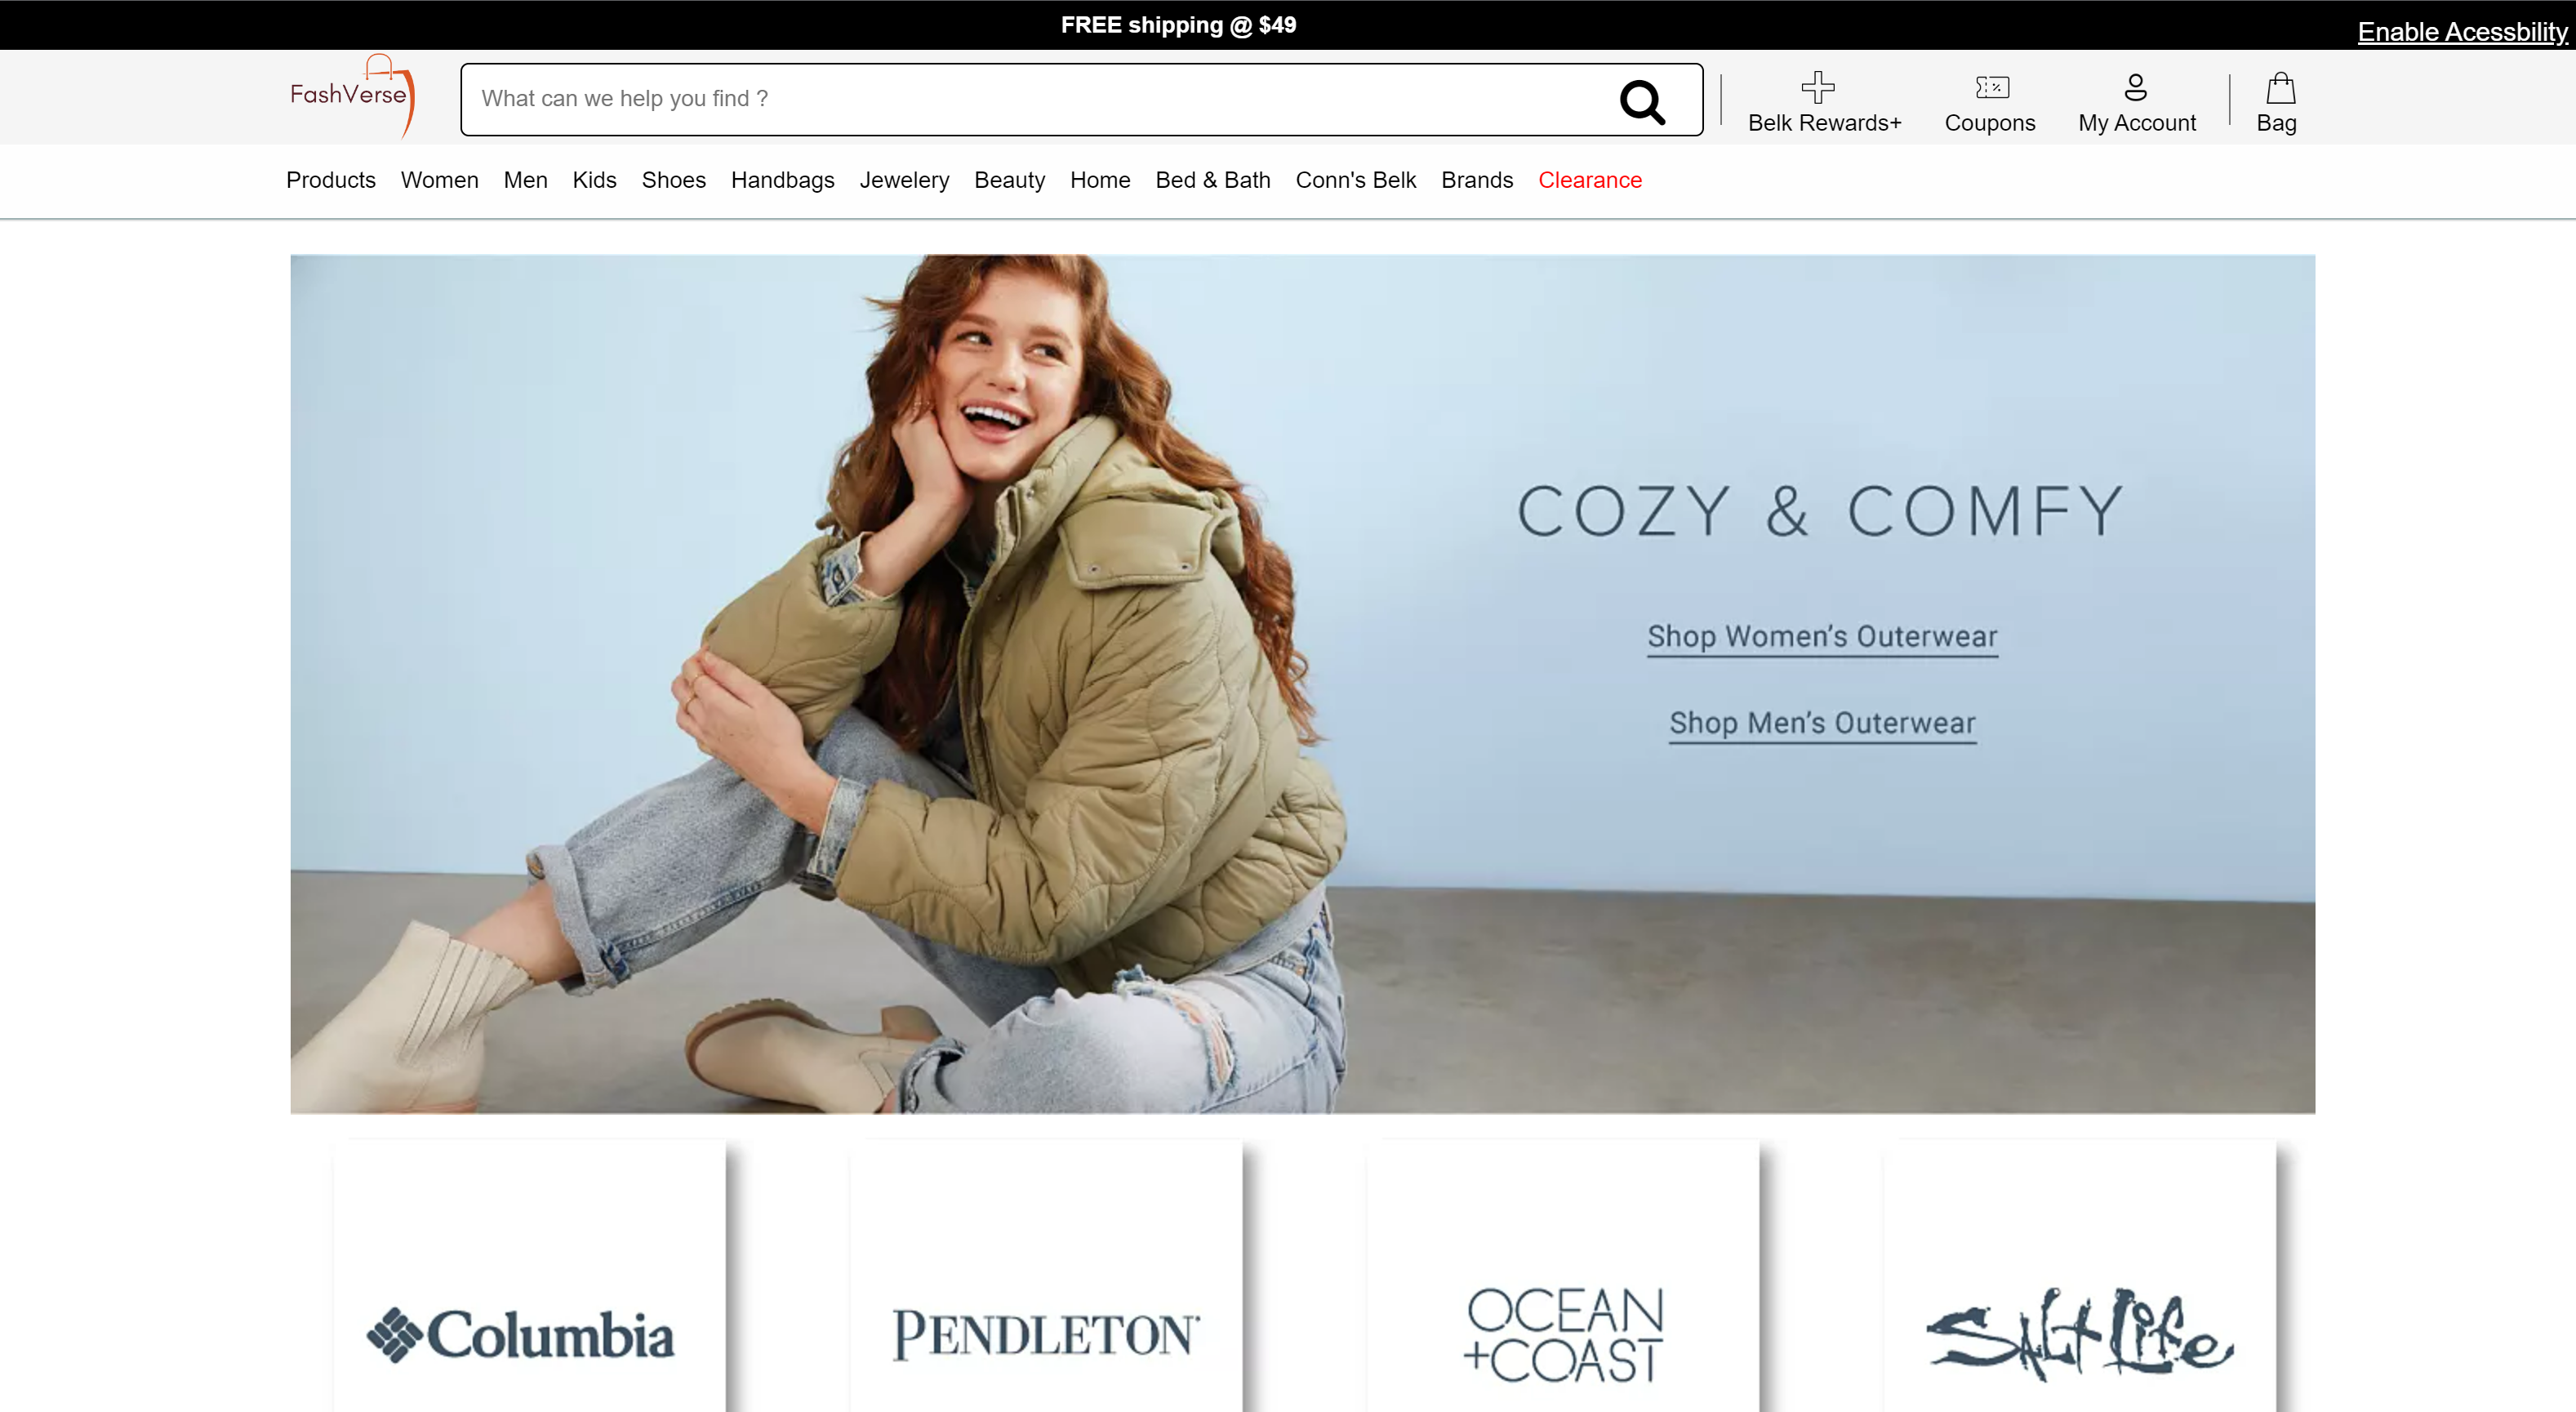 FREE shipping @ $49
Enable Acessbility
FashVerse
What can we help you find ?
Belk Rewards+
Coupons
My Account
Bag
Products Women Men Kids Shoes Handbags Jewelery Beauty Home Bed & Bath Conn's Belk Brands Clearance
COZY & COMFY
Shop Women's Outerwear
Shop Men's Outerwear
Columbia
PENDLETON
OCEAN
+COAST
Salt Life